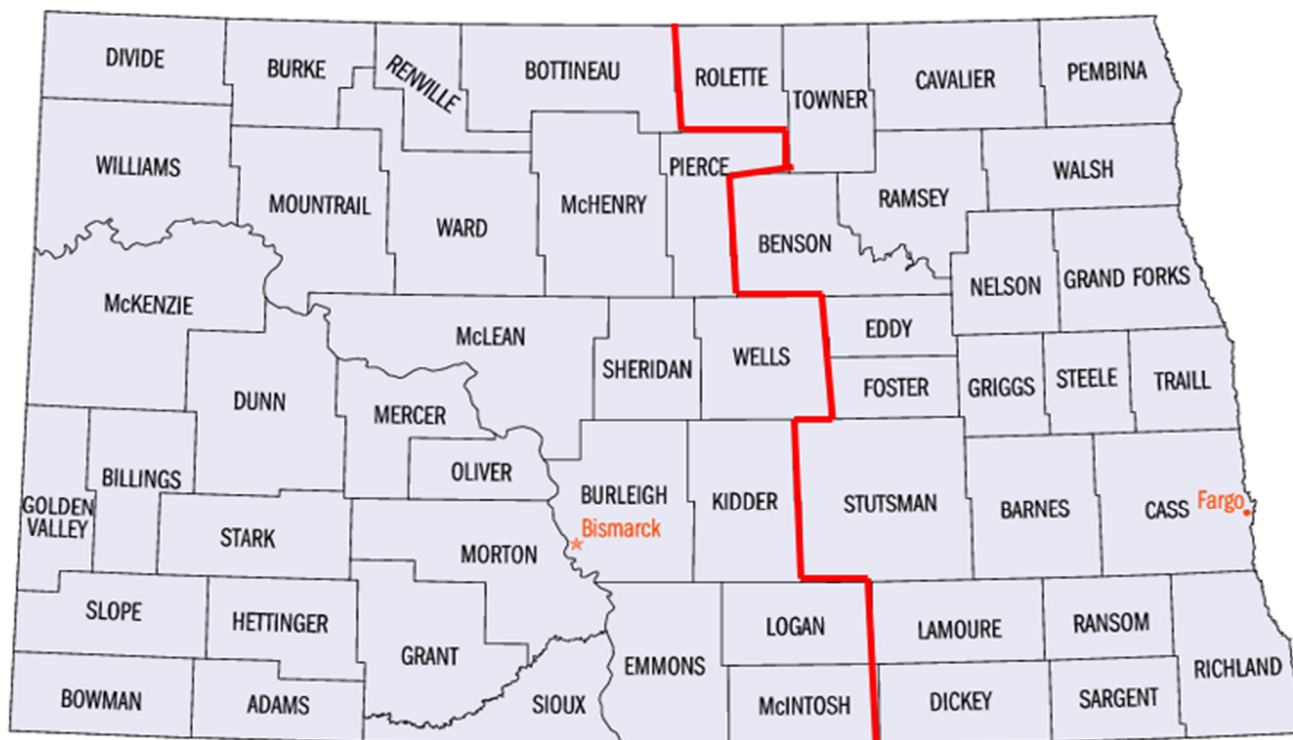 DIVIDE
BURKE
RENVILLE
BOTTINEAU
ROLETTE
TOWNER
CAVALIER
PEMBINA
WILLIAMS
MOUNTRAIL
WARD
McHENRY
PIERCE
BENSON
RAMSEY
WALSH
McKENZIE
McLEAN
SHERIDAN
WELLS
EDDY
FOSTER
NELSON
GRAND FORKS
DUNN
MERCER
OLIVER
GRIGGS
STEELE
TRAILL
GOLDEN
VALLEY
BILLINGS
STARK
MORTON
BURLEIGH
Bismarck
KIDDER
STUTSMAN
BARNES
CASS
Fargo
SLOPE
HETTINGER
GRANT
EMMONS
LOGAN
LAMOURE
RANSOM
RICHLAND
BOWMAN
ADAMS
SIOUX
McINTOSH
DICKEY
SARGENT